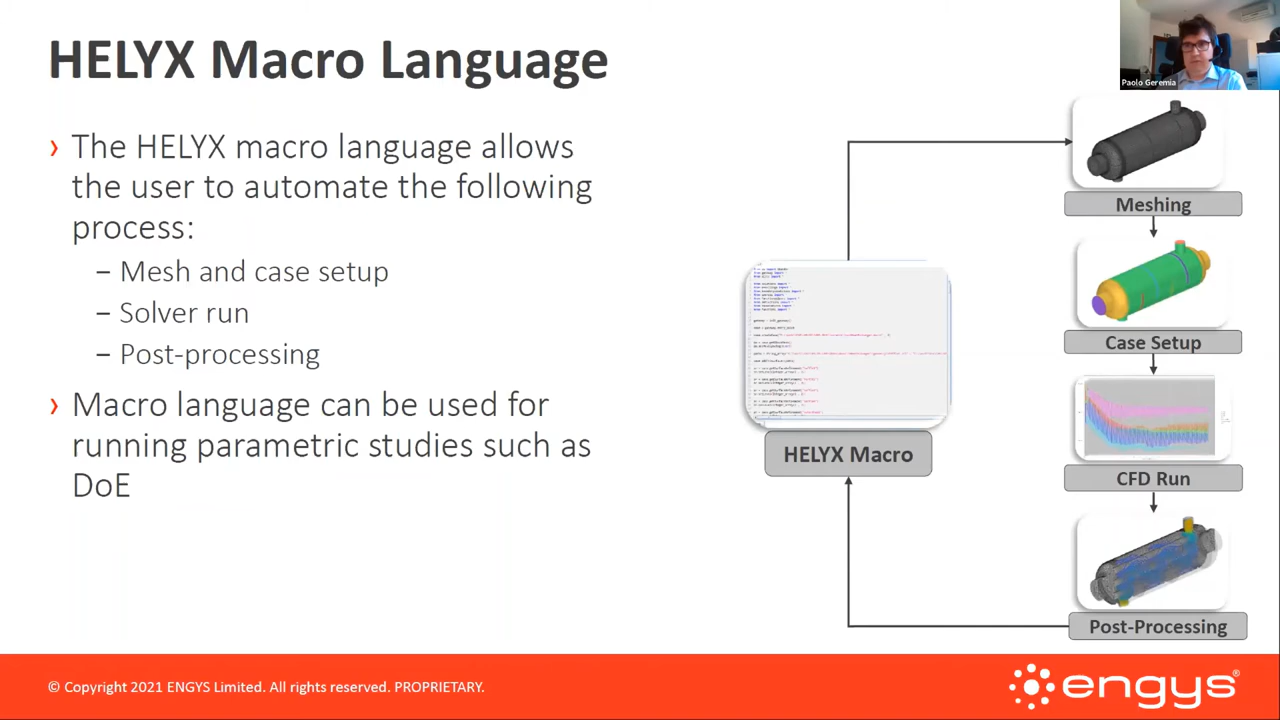 HELYX Macro Language
Paolo Geremia
› The HELYX macro language allows
the user to automate the following
process:
– Mesh and case setup
– Solver run
– Post-processing
› Macro language can be used for
running parametric studies such as
DoE
HELYX Macro
Meshing
Case Setup
CFD Run
Post-Processing
© Copyright 2021 ENGYS Limited. All rights reserved. PROPRIETARY.
engys®